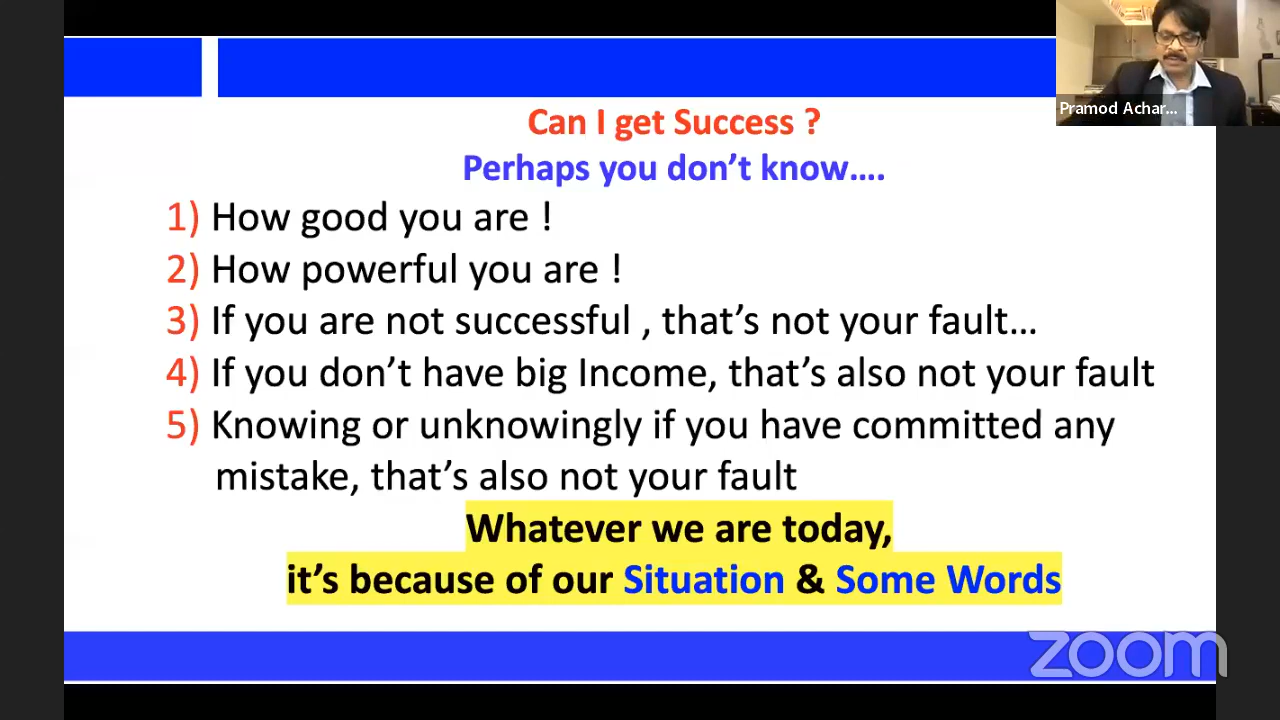 Can I get Success ?
Perhaps you don’t know....
1) How good you are !
2) How powerful you are !
3) If you are not successful , that’s not your fault...
4) If you don’t have big Income, that’s also not your fault
5) Knowing or unknowingly if you have committed any
mistake, that’s also not your fault
Whatever we are today,
it’s because of our Situation & Some Words
Pramod Achar...
zoom